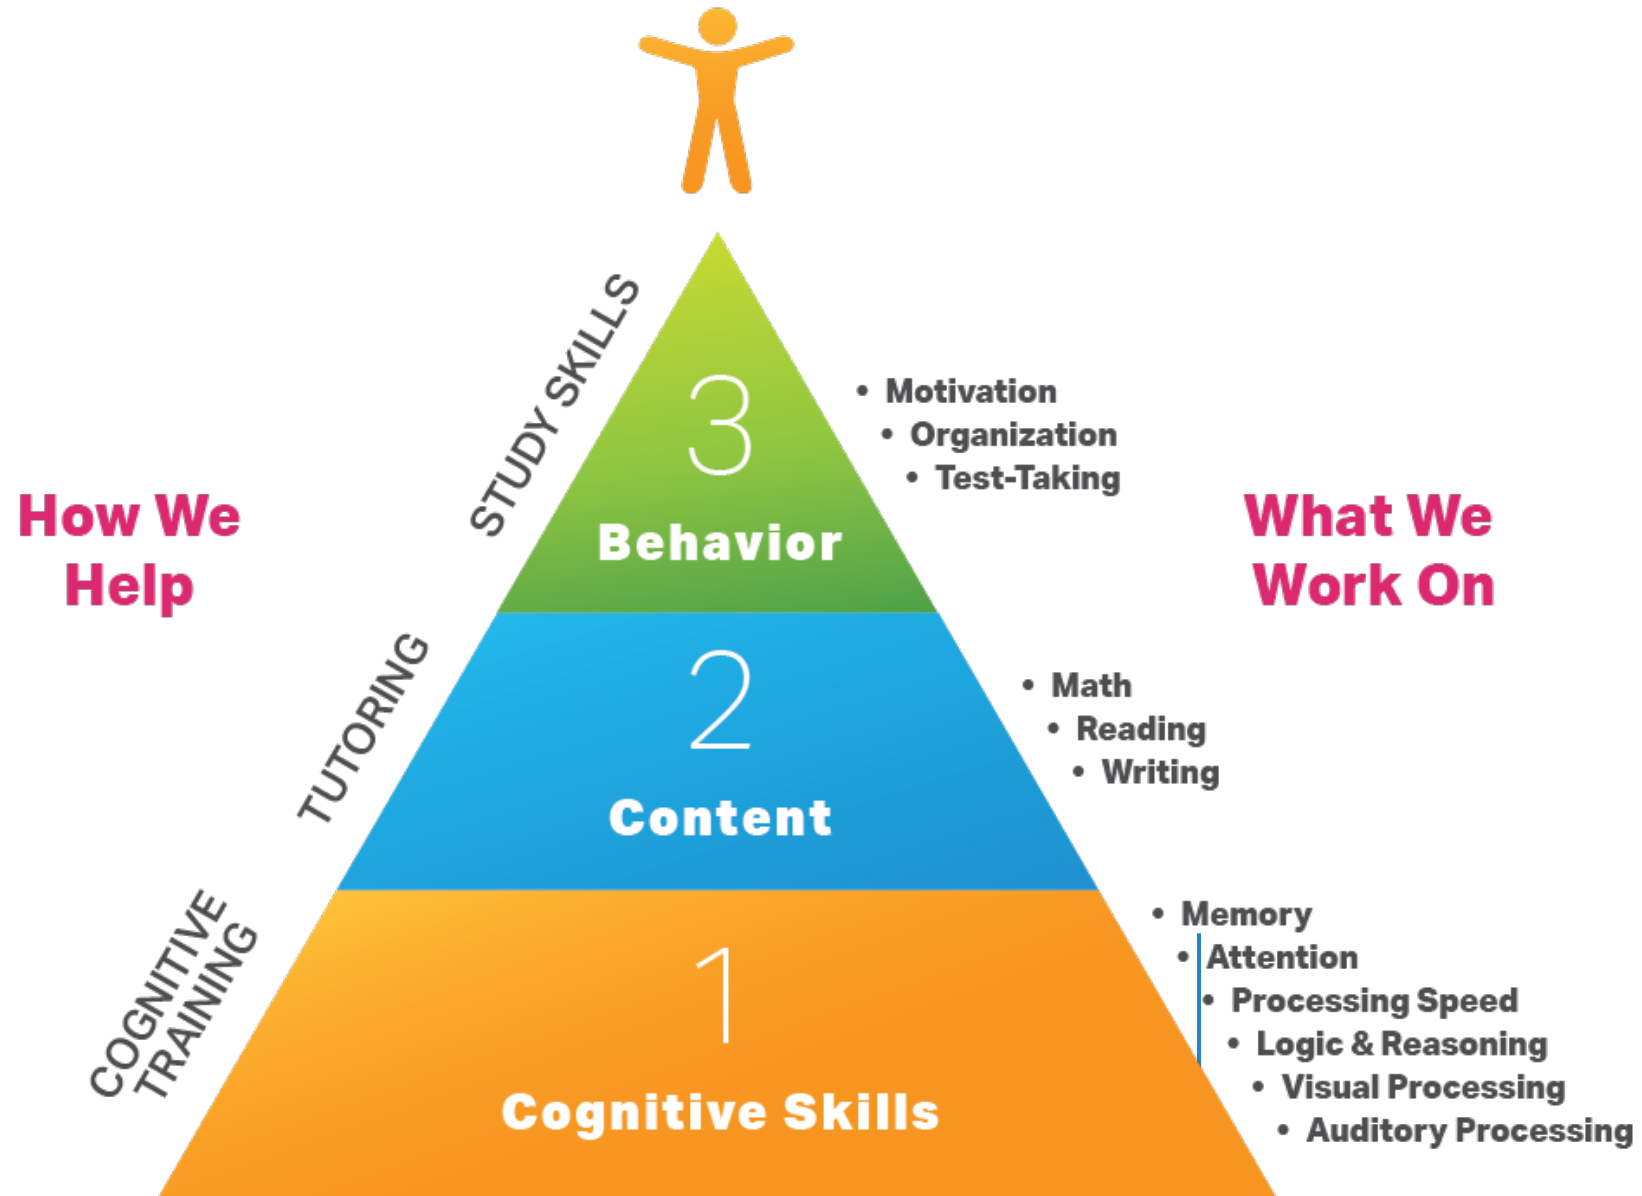 STUDY SKILLS
3
Behavior
• Motivation
• Organization
• Test-Taking
How We
Help
What We
Work On
TUTORING
2
Content
• Math
• Reading
• Writing
COGNITIVE
TRAINING
1
Cognitive Skills
• Memory
• Attention
• Processing Speed
• Logic & Reasoning
• Visual Processing
• Auditory Processing